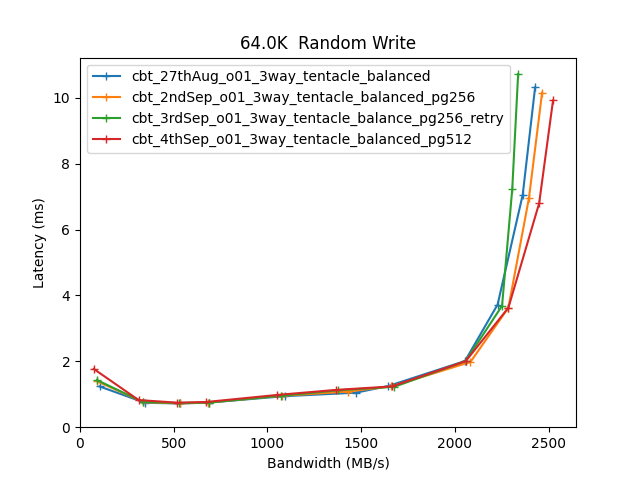 64.0K  Random Write
cbt_27thAug_o01_3way_tentacle_balanced
cbt_2ndSep_o01_3way_tentacle_balanced_pg256
cbt_3rdSep_o01_3way_tentacle_balance_pg256_retry
cbt_4thSep_o01_3way_tentacle_balanced_pg512
Latency (ms)
10
8
6
4
2
0
0 500 1000 1500 2000 2500
Bandwidth (MB/s)